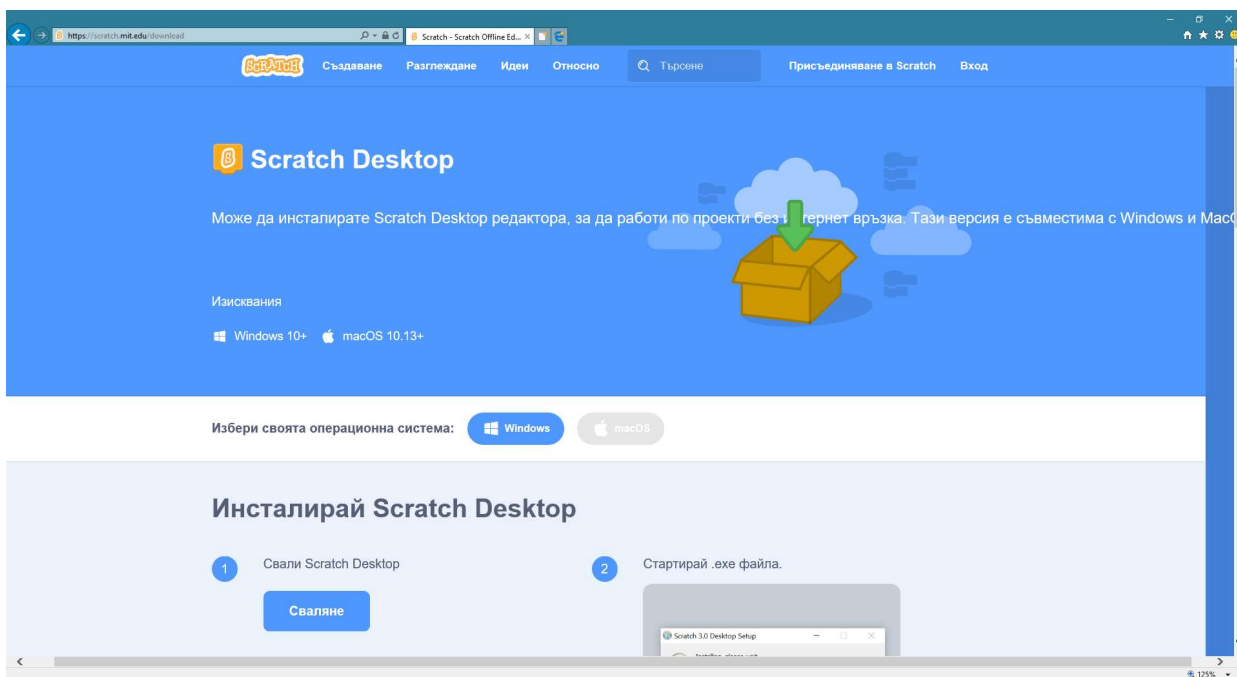 https://scratch.mit.edu/download
Scratch - Scratch Offline Ed...
SCRATCH Създаване Разглеждане Идеи Относно Търсене Присъединяване в Scratch Вход
Scratch Desktop
Може да инсталирате Scratch Desktop редактора, за да работи по проекти без интернет връзка. Тази версия е съвместима с Windows и Mac
Изисквания
Windows 10+ macOS 10.13+
Избери своята операционна система: Windows macOS
Инсталирай Scratch Desktop
1 Свали Scratch Desktop 2 Стартирай .exe файла.
Сваляне
Scratch 3.0 Desktop Setup
125%